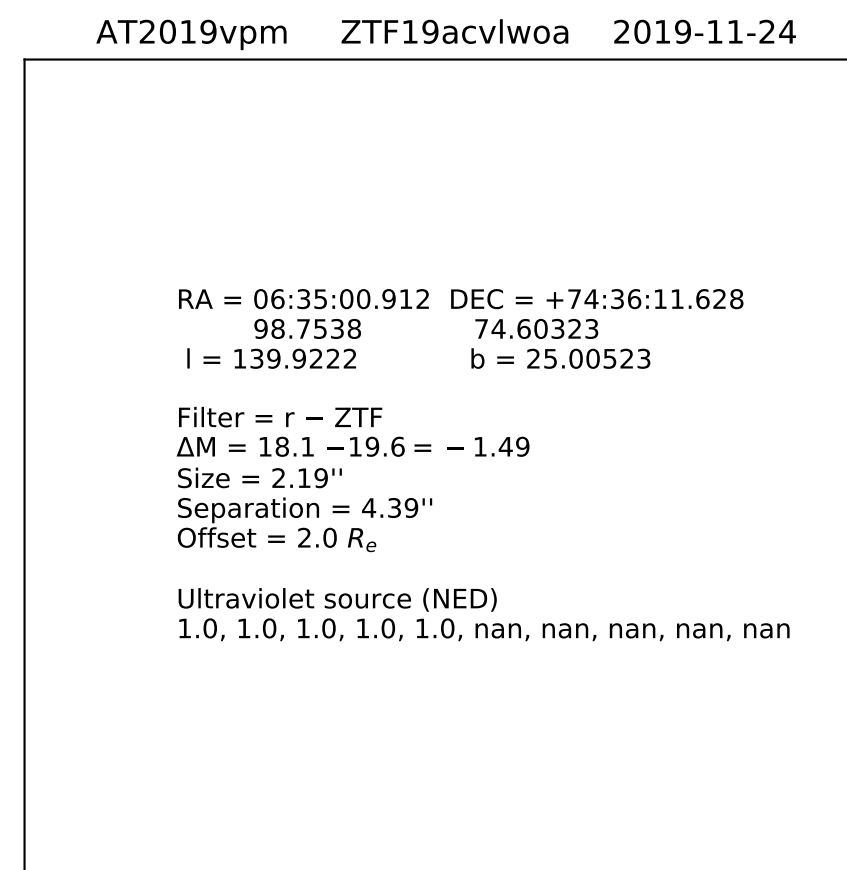 AT2019vpm ZTF19acvlwoa 2019-11-24
RA = 06:35:00.912 DEC = +74:36:11.628
98.7538 74.60323
l = 139.9222 b = 25.00523
Filter = r − ZTF
ΔM = 18.1 −19.6 = − 1.49
Size = 2.19''
Separation = 4.39''
Offset = 2.0 Re
Ultraviolet source (NED)
1.0, 1.0, 1.0, 1.0, 1.0, nan, nan, nan, nan, nan